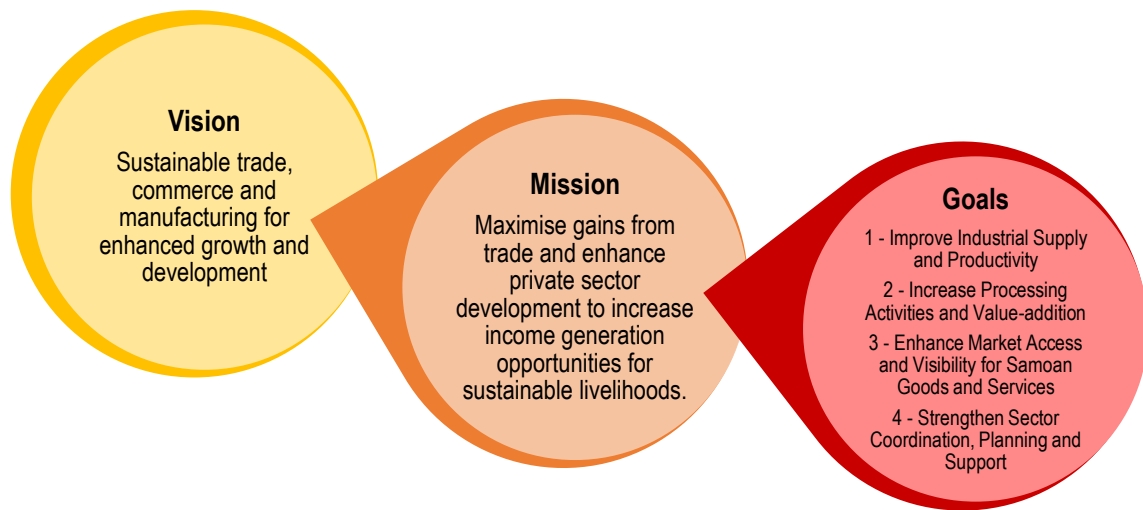 Vision
Sustainable trade,
commerce and
manufacturing for
enhanced growth and
development
Mission
Maximise gains from
trade and enhance
private sector
development to increase
income generation
opportunities for
sustainable livelihoods.
Goals
1 - Improve Industrial Supply
and Productivity
2 - Increase Processing
Activities and Value-addition
3 - Enhance Market Access
and Visibility for Samoan
Goods and Services
4 - Strengthen Sector
Coordination, Planning and
Support